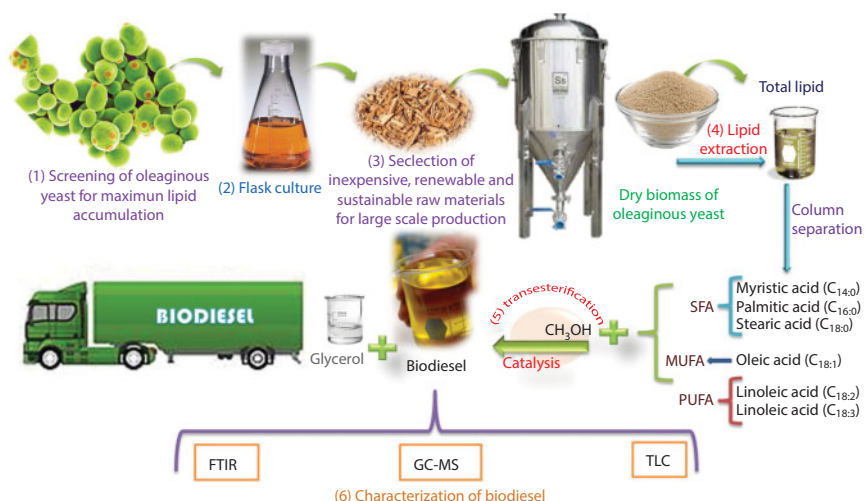 (1) Screening of oleaginous
yeast for maximun lipid
accumulation
(2) Flask culture
(3) Seclection of
inexpensive, renewable and
sustainable raw materials
for large scale production
Ss
Dry biomass of
oleaginous yeast
(4) Lipid
extraction
Total lipid
Column
separation
SFA
Myristic acid (C14:0)
Palmitic acid (C16:0)
Stearic acid (C18:0)
MUFA
Oleic acid (C18:1)
PUFA
Linoleic acid (C18:2)
Linoleic acid (C18:3)
(5) transesterification
CH3OH
Catalysis
Biodiesel
Glycerol
BIODIESEL
FTIR
GC-MS
TLC
(6) Characterization of biodiesel